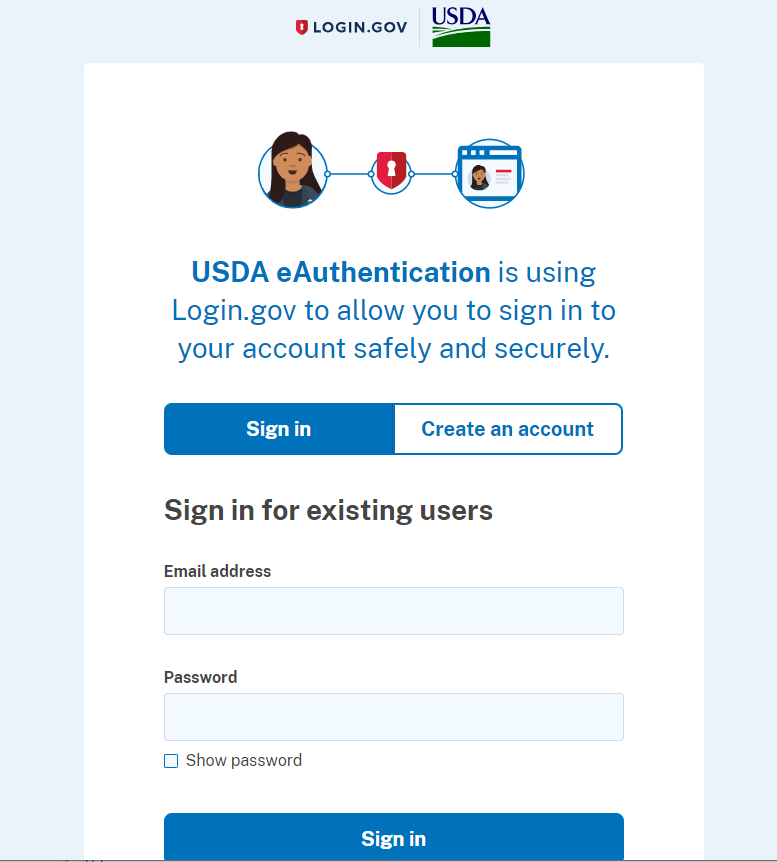 LOGIN.GOV USDA
USDA eAuthentication is using
Login.gov to allow you to sign in to
your account safely and securely.
Sign in Create an account
Sign in for existing users
Email address
Password
Show password
Sign in